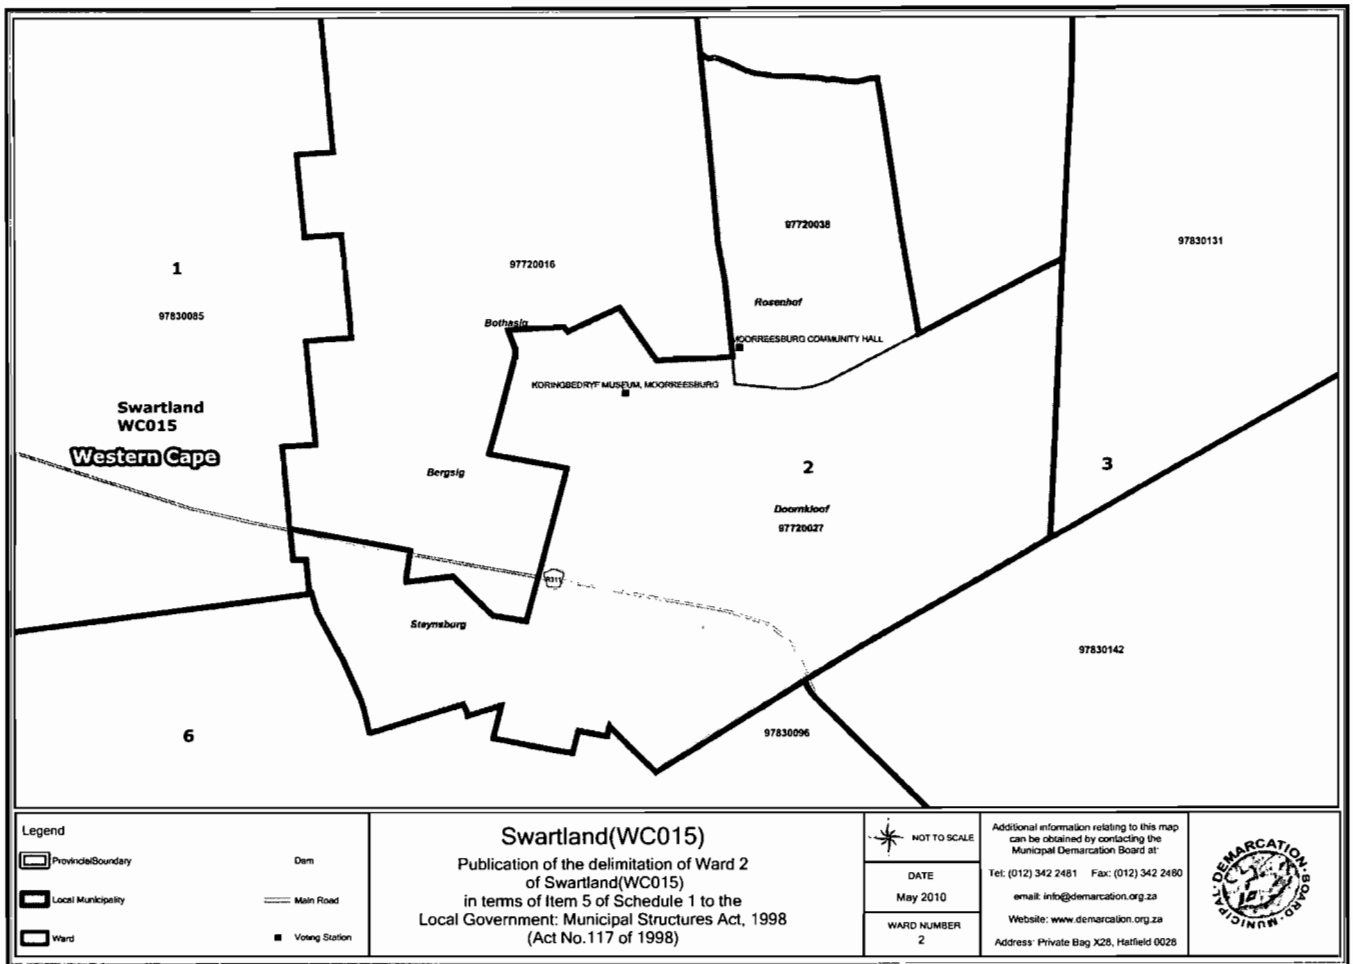 97720038
97830131
1
97720016
Rosenhof
97830085
Bothasig
MOORREESBURG COMMUNITY HALL
KORINGBEDRYF MUSEUM, MOORREESBURG
Swartland
WC015
Western Cape
Bergsig
2
3
Doornkloof
97720027
R311
Steynsburg
97830142
6
97830096
Legend
ProvincialBoundary
Dam
Local Municipality
Main Road
Ward
Voting Station
Swartland(WC015)
Publication of the delimitation of Ward 2
of Swartland(WC015)
in terms of Item 5 of Schedule 1 to the
Local Government: Municipal Structures Act, 1998
(Act No.117 of 1998)
NOT TO SCALE
DATE
May 2010
WARD NUMBER
2
Additional information relating to this map
can be obtained by contacting the
Municipal Demarcation Board at:
Tel: (012) 342 2481 Fax: (012) 342 2480
email: info@demarcation.org.za
Website: www.demarcation.org.za
Address: Private Bag X28, Hatfield 0028
MUNICIPAL DEMARCATION BOARD